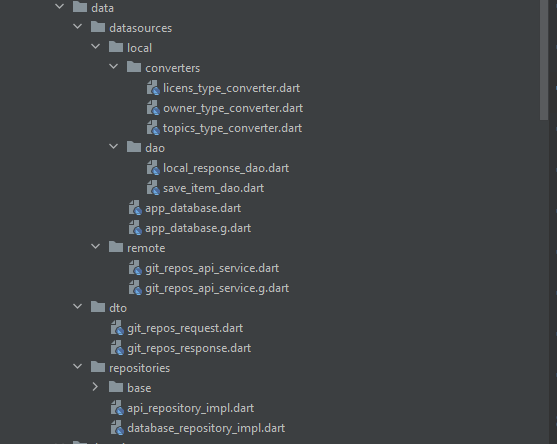 data
datasources
local
converters
licens_type_converter.dart
owner_type_converter.dart
topics_type_converter.dart
dao
local_response_dao.dart
save_item_dao.dart
app_database.dart
app_database.g.dart
remote
git_repos_api_service.dart
git_repos_api_service.g.dart
dto
git_repos_request.dart
git_repos_response.dart
repositories
base
api_repository_impl.dart
database_repository_impl.dart